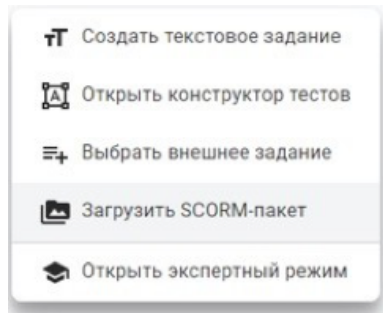 Создать текстовое задание
Открыть конструктор тестов
Выбрать внешнее задание
Загрузить SCORM-пакет
Открыть экспертный режим